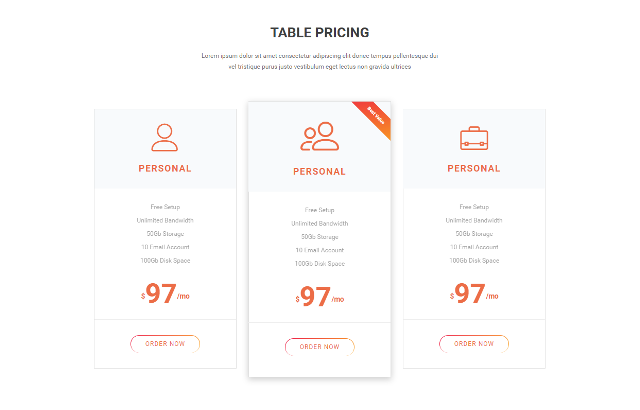 TABLE PRICING
Lorem ipsum dolor sit amet consectetur adipiscing elit donec tempus pellentesque dui
vel tristique purus justo vestibulum eget lectus non gravida ultrices
PERSONAL
Free Setup
Unlimited Bandwidth
50Gb Storage
10 Email Account
100Gb Disk Space
$97/mo
ORDER NOW
Best Value
PERSONAL
Free Setup
Unlimited Bandwidth
50Gb Storage
10 Email Account
100Gb Disk Space
$97/mo
ORDER NOW
PERSONAL
Free Setup
Unlimited Bandwidth
50Gb Storage
10 Email Account
100Gb Disk Space
$97/mo
ORDER NOW